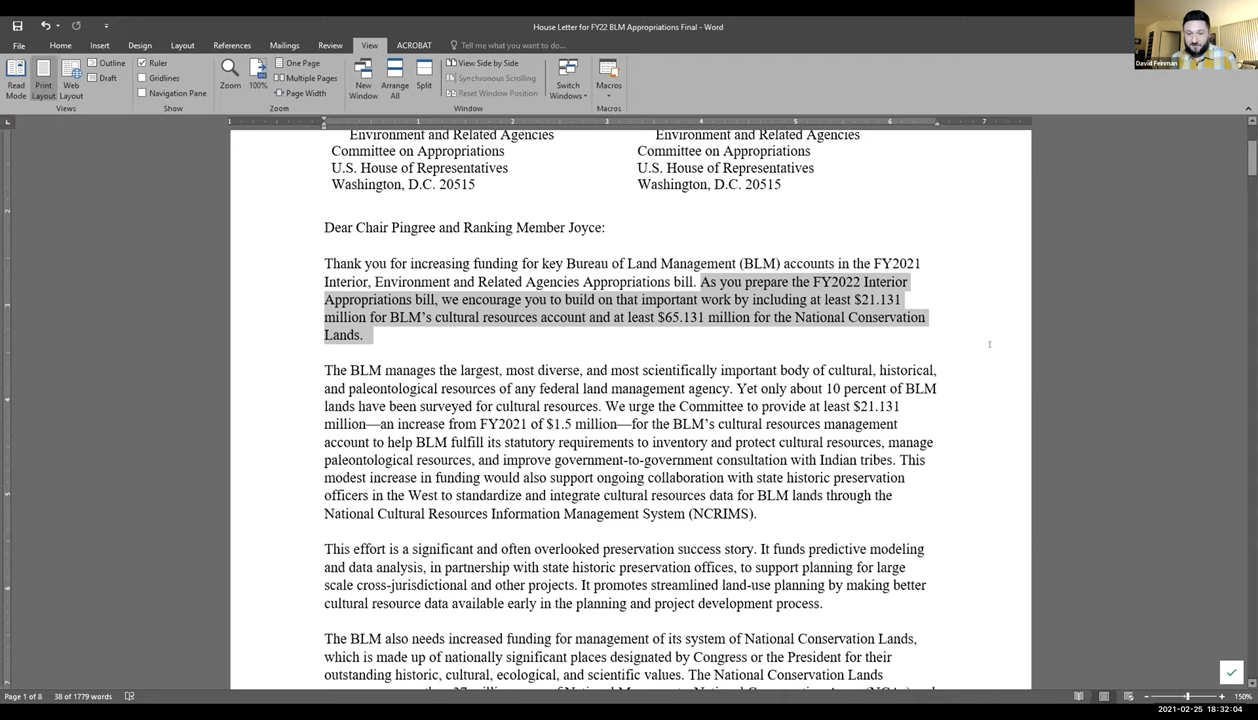 House Letter for FY22 BLM Appropriations Final - Word
File Home Insert Design Layout References Mailings Review View ACROBAT Tell me what you want to do...
David Feinman
Read Mode
Print Layout
Web Layout
Outline
Draft
Views
Ruler
Gridlines
Navigation Pane
Show
Zoom
100%
One Page
Multiple Pages
Page Width
Zoom
New Window
Arrange All
Split
View Side by Side
Synchronous Scrolling
Reset Window Position
Window
Switch Windows
Macros
Macros
1 1 2 3 4 5 6 7
Environment and Related Agencies Environment and Related Agencies
Committee on Appropriations Committee on Appropriations
U.S. House of Representatives U.S. House of Representatives
Washington, D.C. 20515 Washington, D.C. 20515
Dear Chair Pingree and Ranking Member Joyce:
Thank you for increasing funding for key Bureau of Land Management (BLM) accounts in the FY2021
Interior, Environment and Related Agencies Appropriations bill. As you prepare the FY2022 Interior
Appropriations bill, we encourage you to build on that important work by including at least $21.131
million for BLM's cultural resources account and at least $65.131 million for the National Conservation
Lands.
The BLM manages the largest, most diverse, and most scientifically important body of cultural, historical,
and paleontological resources of any federal land management agency. Yet only about 10 percent of BLM
lands have been surveyed for cultural resources. We urge the Committee to provide at least $21.131
million—an increase from FY2021 of $1.5 million—for the BLM's cultural resources management
account to help BLM fulfill its statutory requirements to inventory and protect cultural resources, manage
paleontological resources, and improve government-to-government consultation with Indian tribes. This
modest increase in funding would also support ongoing collaboration with state historic preservation
officers in the West to standardize and integrate cultural resources data for BLM lands through the
National Cultural Resources Information Management System (NCRIMS).
This effort is a significant and often overlooked preservation success story. It funds predictive modeling
and data analysis, in partnership with state historic preservation offices, to support planning for large
scale cross-jurisdictional and other projects. It promotes streamlined land-use planning by making better
cultural resource data available early in the planning and project development process.
The BLM also needs increased funding for management of its system of National Conservation Lands,
which is made up of nationally significant places designated by Congress or the President for their
outstanding historic, cultural, ecological, and scientific values. The National Conservation Lands
Page 1 of 8 38 of 1779 words 150%
2021-02-25 18:32:04